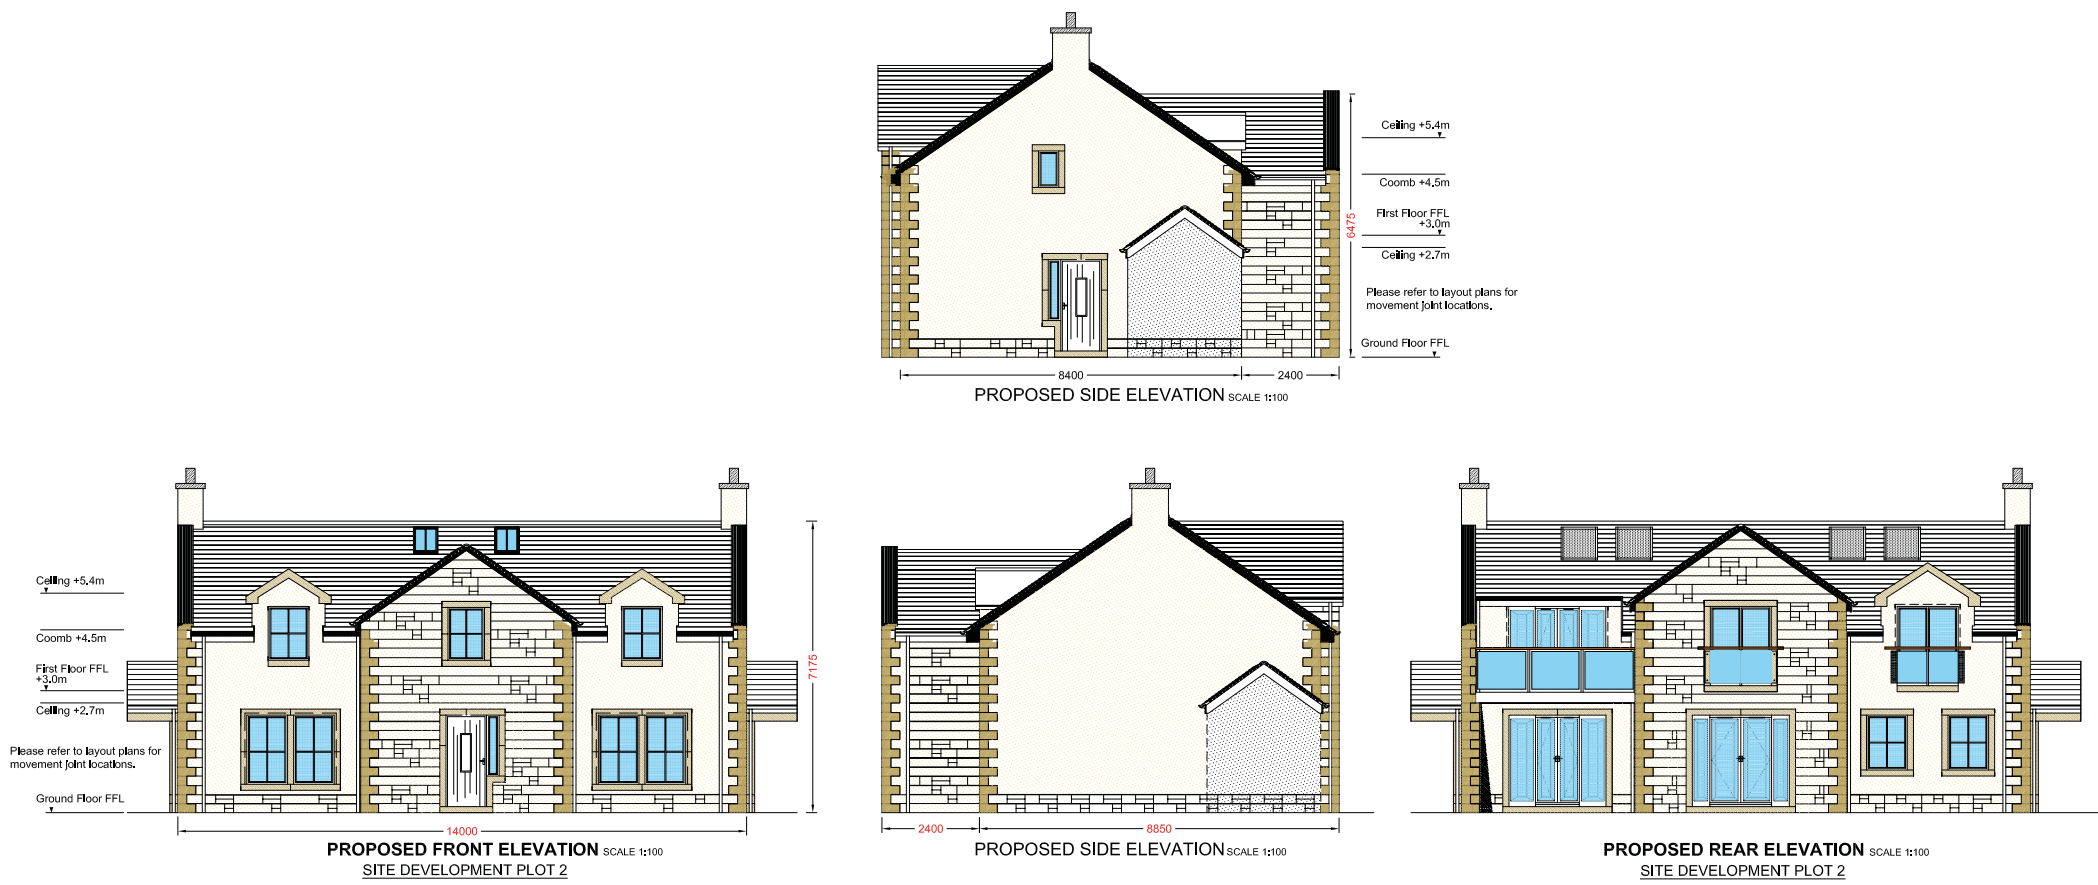 Ceiling +5.4m
Coomb +4.5m
First Floor FFL
+3.0m
Ceiling +2.7m
6475
Please refer to layout plans for
movement joint locations.
Ground Floor FFL
8400
2400
PROPOSED SIDE ELEVATION SCALE 1:100
Ceiling +5.4m
Coomb +4.5m
First Floor FFL
+3.0m
Ceiling +2.7m
Please refer to layout plans for
movement joint locations.
Ground Floor FFL
7175
14000
PROPOSED FRONT ELEVATION SCALE 1:100
SITE DEVELOPMENT PLOT 2
2400
8850
PROPOSED SIDE ELEVATION SCALE 1:100
PROPOSED REAR ELEVATION SCALE 1:100
SITE DEVELOPMENT PLOT 2